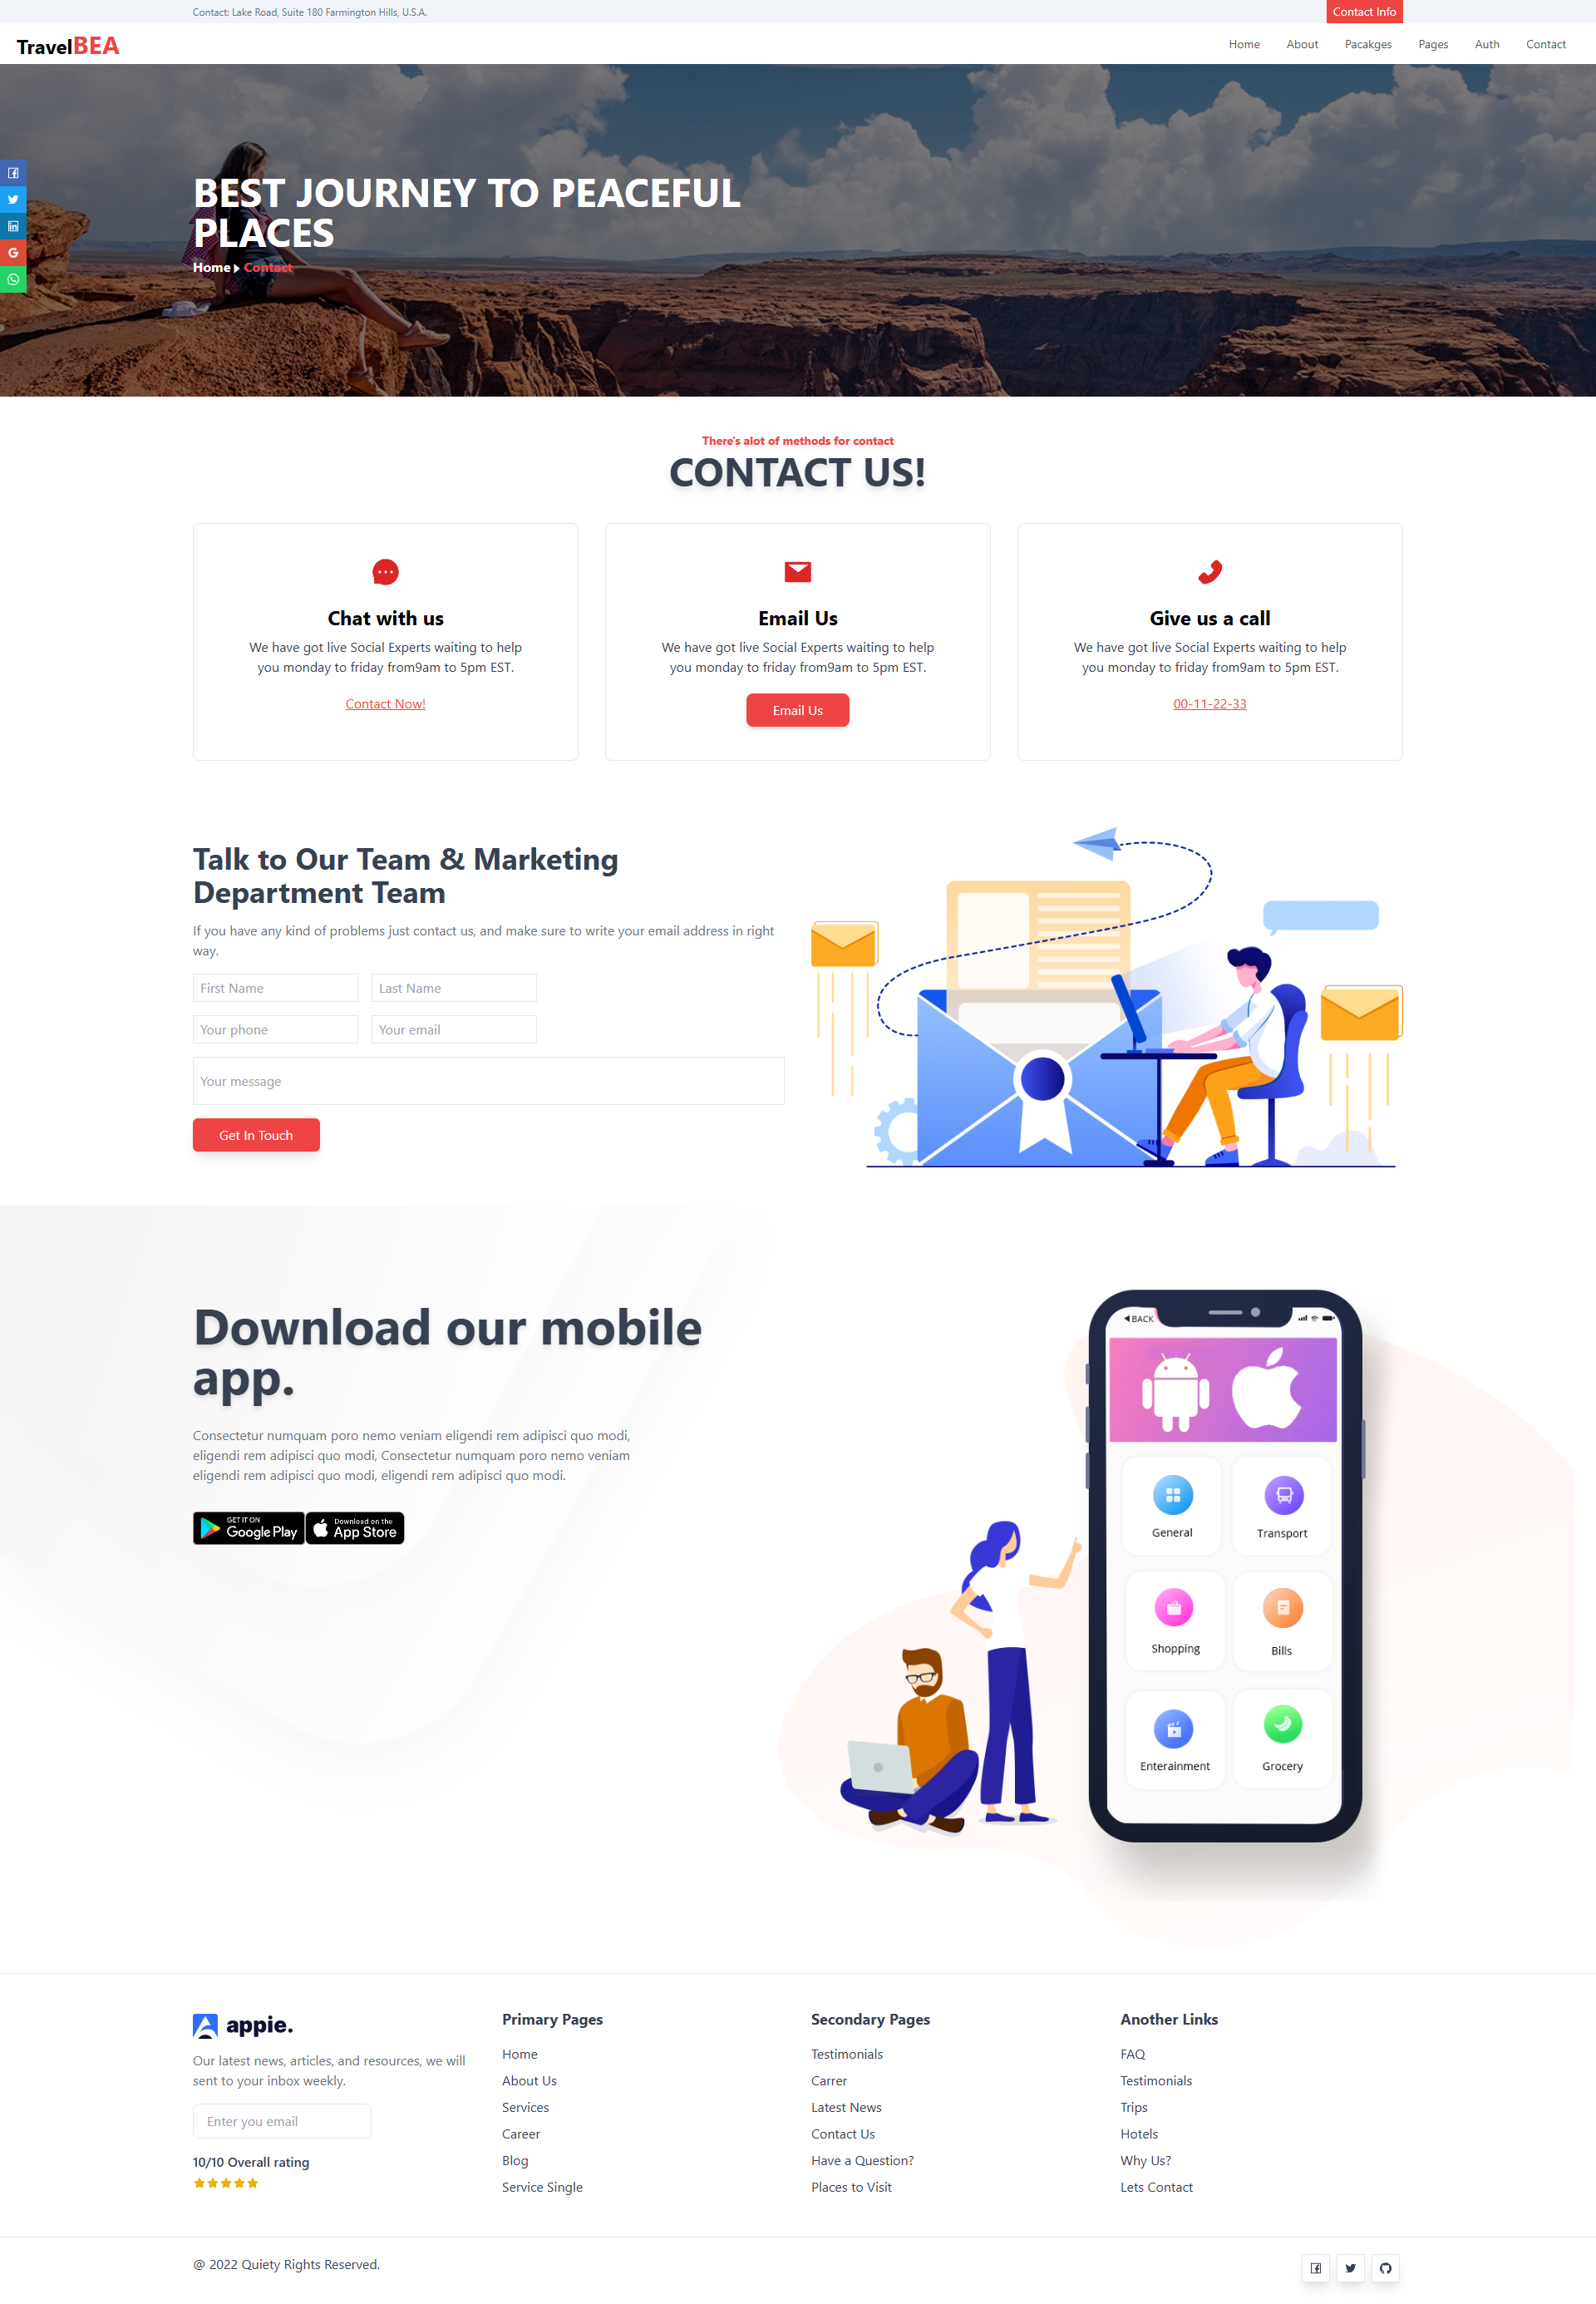 Contact: Lake Road, Suite 180 Farmington Hills, U.S.A.
Contact Info
TravelBEA
Home
About
Pacakges
Pages
Auth
Contact
BEST JOURNEY TO PEACEFUL
PLACES
Home
Contact
There's alot of methods for contact
CONTACT US!
Chat with us
We have got live Social Experts waiting to help
you monday to friday from9am to 5pm EST.
Contact Now!
Email Us
We have got live Social Experts waiting to help
you monday to friday from9am to 5pm EST.
Email Us
Give us a call
We have got live Social Experts waiting to help
you monday to friday from9am to 5pm EST.
00-11-22-33
Talk to Our Team & Marketing
Department Team
If you have any kind of problems just contact us, and make sure to write your email address in right
way.
First Name
Last Name
Your phone
Your email
Your message
Get In Touch
Download our mobile
app.
Consectetur numquam poro nemo veniam eligendi rem adipisci quo modi,
eligendi rem adipisci quo modi, Consectetur numquam poro nemo veniam
eligendi rem adipisci quo modi, eligendi rem adipisci quo modi.
GET IT ON
Google Play
Download on the
App Store
BACK
General
Transport
Shopping
Bills
Enterainment
Grocery
appie.
Our latest news, articles, and resources, we will
sent to your inbox weekly.
Enter you email
10/10 Overall rating
Primary Pages
Home
About Us
Services
Career
Blog
Service Single
Secondary Pages
Testimonials
Carrer
Latest News
Contact Us
Have a Question?
Places to Visit
Another Links
FAQ
Testimonials
Trips
Hotels
Why Us?
Lets Contact
@ 2022 Quiety Rights Reserved.